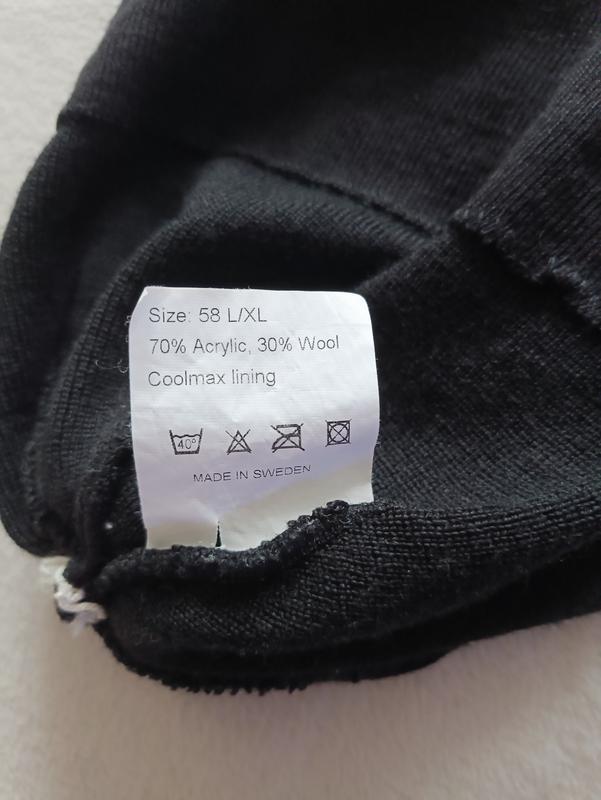 Size: 58 L/XL
70% Acrylic, 30% Wool
Coolmax lining
40°
MADE IN SWEDEN